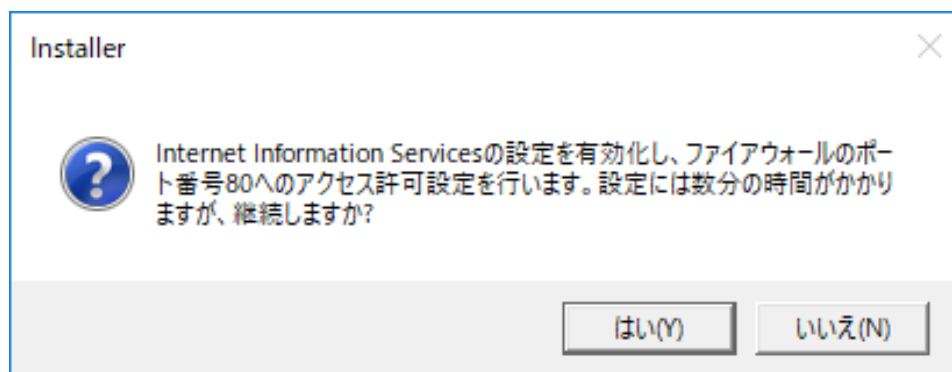 Installer
Internet Information Servicesの設定を有効化し、ファイアウォールのポー
ト番号80へのアクセス許可設定を行います。設定には数分の時間がかかり
ますが、継続しますか?
はい(Y)
いいえ(N)